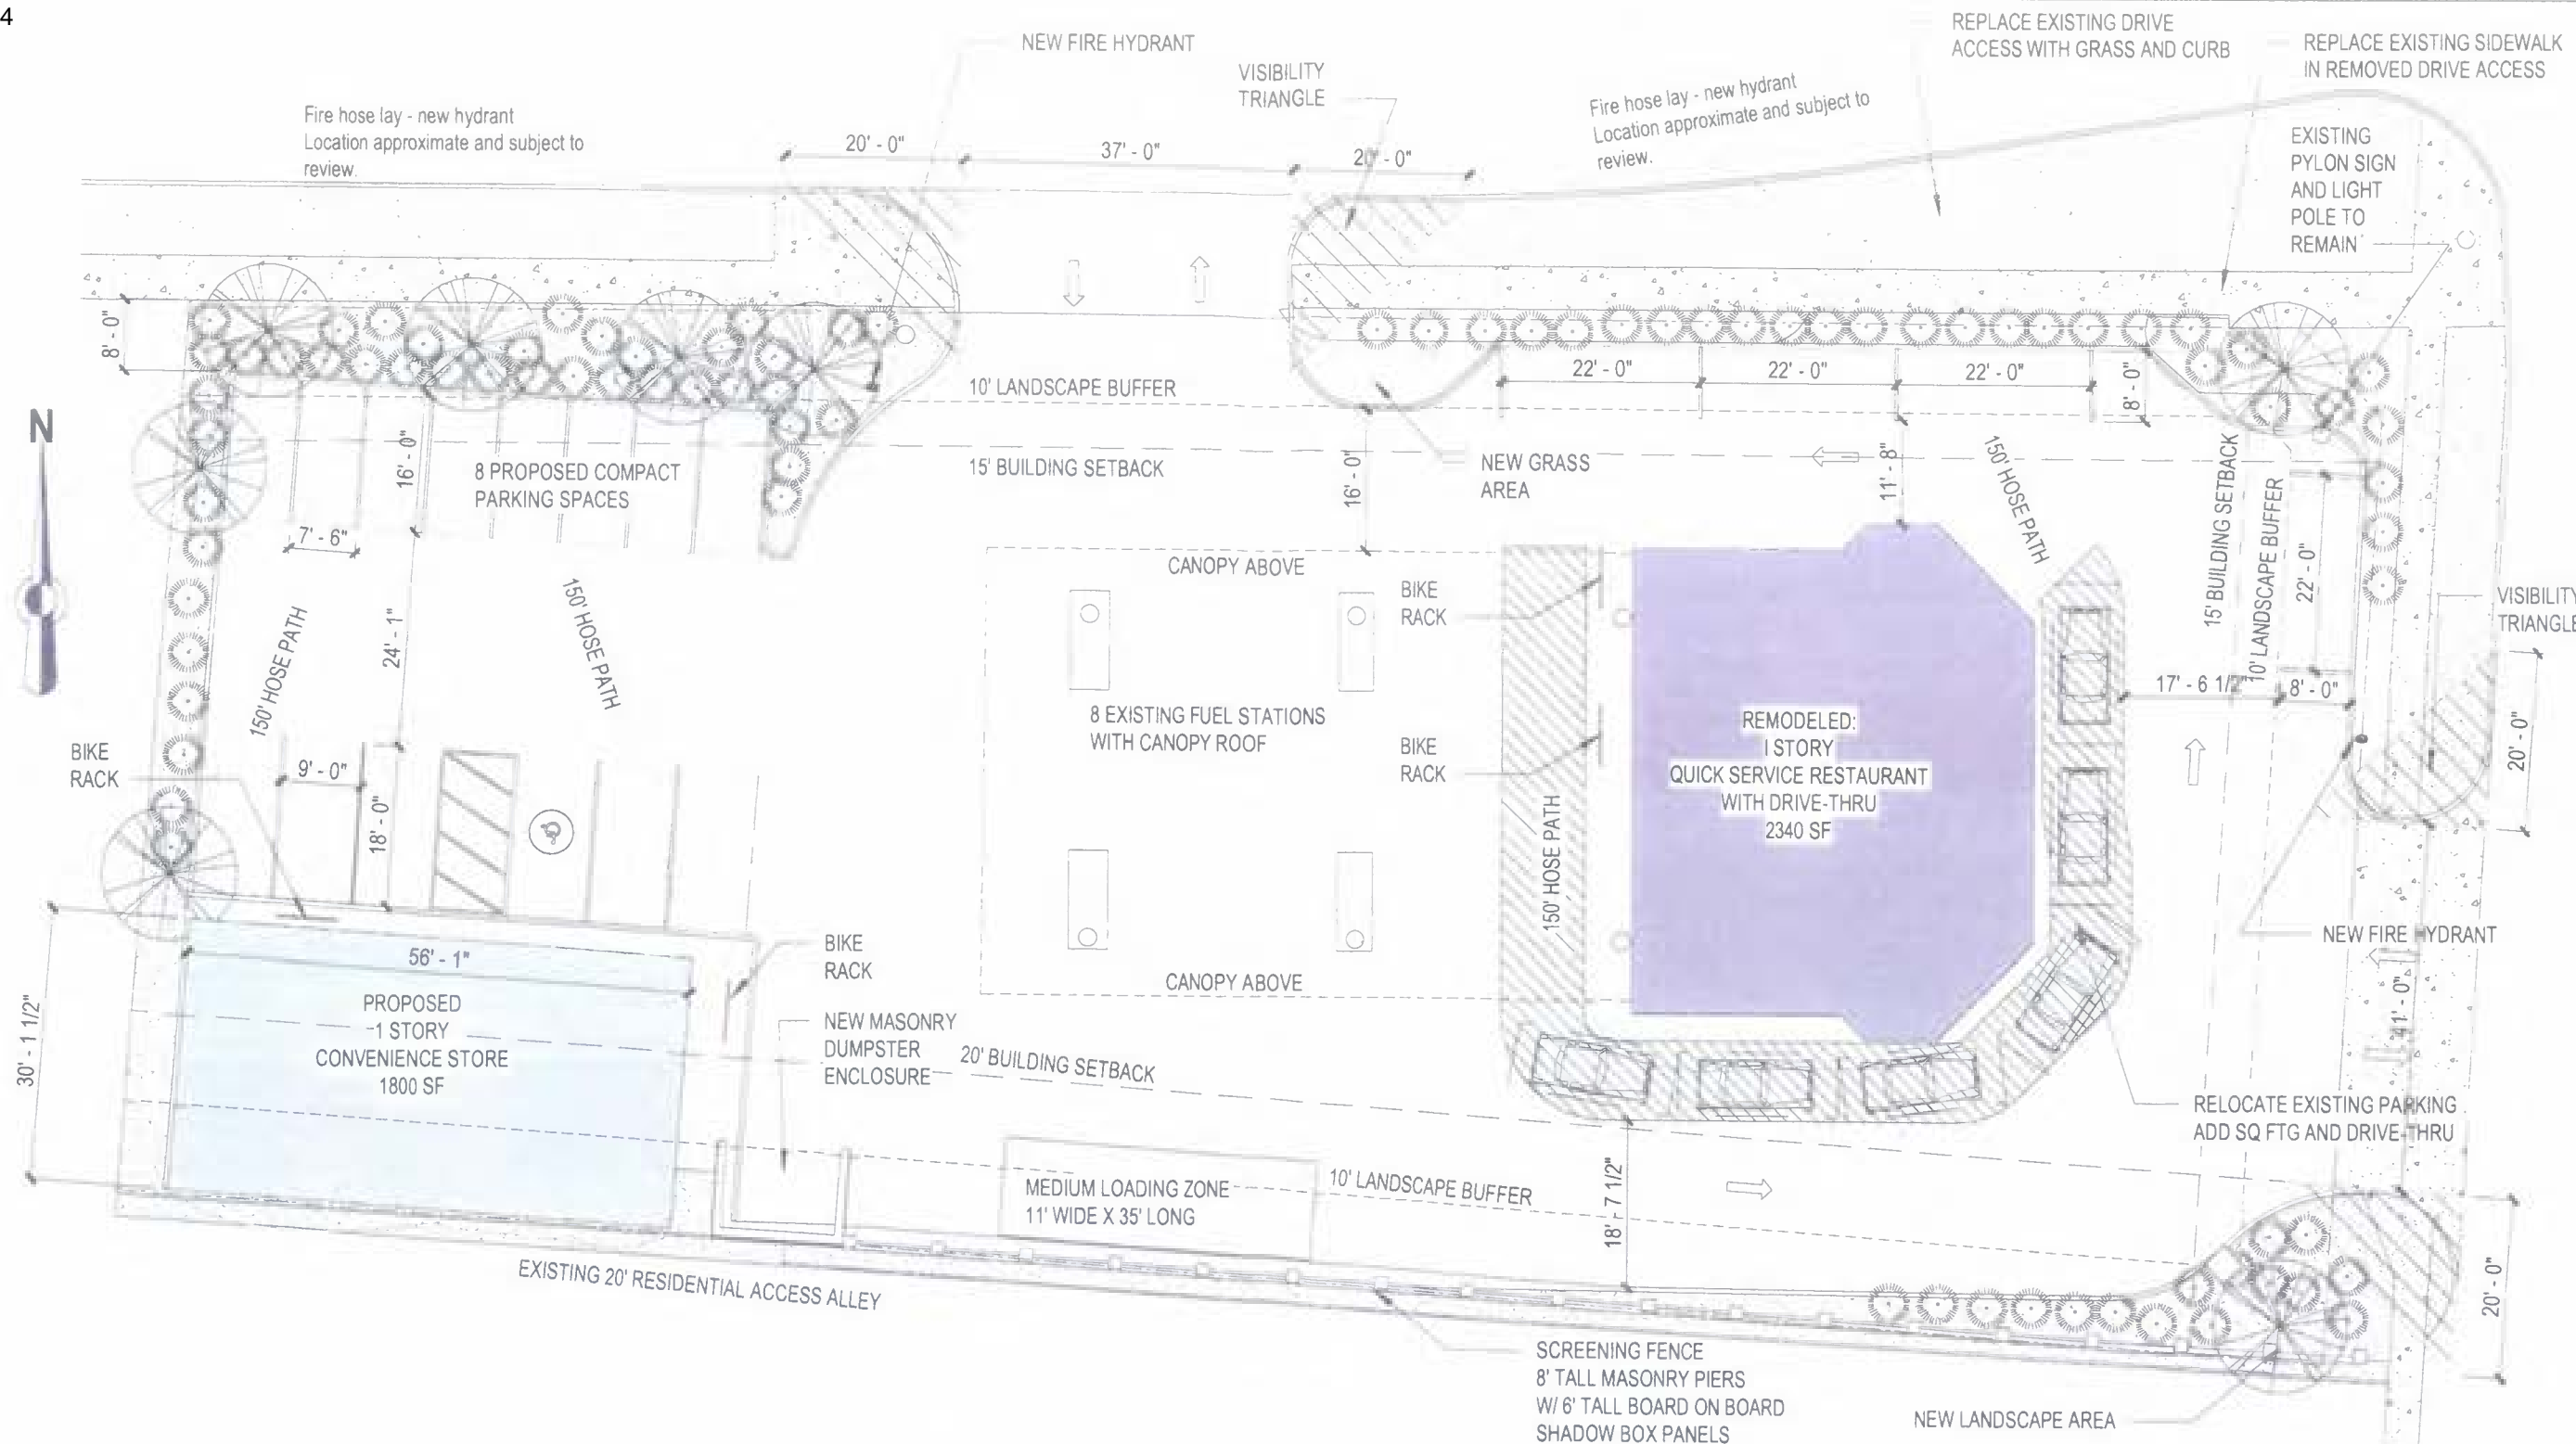 4
NEW FIRE HYDRANT
VISIBILITY
TRIANGLE
REPLACE EXISTING DRIVE
ACCESS WITH GRASS AND CURB
REPLACE EXISTING SIDEWALK
IN REMOVED DRIVE ACCESS
Fire hose lay - new hydrant
Location approximate and subject to
review.
Fire hose lay - new hydrant
Location approximate and subject to
review.
20' - 0"
37' - 0"
20' - 0"
EXISTING
PYLON SIGN
AND LIGHT
POLE TO
REMAIN
8' - 0"
10' LANDSCAPE BUFFER
22' - 0"
22' - 0"
22' - 0"
8' - 0"
N
16' - 0"
8 PROPOSED COMPACT
PARKING SPACES
15' BUILDING SETBACK
16' - 0"
NEW GRASS
AREA
11' - 8"
150' HOSE PATH
15' BUILDING SETBACK
10' LANDSCAPE BUFFER
22' - 0"
7' - 6"
24' - 1"
150' HOSE PATH
150' HOSE PATH
CANOPY ABOVE
BIKE
RACK
VISIBILITY
TRIANGLE
8 EXISTING FUEL STATIONS
WITH CANOPY ROOF
BIKE
RACK
REMODELED:
I STORY
QUICK SERVICE RESTAURANT
WITH DRIVE-THRU
2340 SF
17' - 6 1/2"
8' - 0"
20' - 0"
BIKE
RACK
9' - 0"
18' - 0"
150' HOSE PATH
NEW FIRE HYDRANT
56' - 1"
BIKE
RACK
CANOPY ABOVE
41' - 0"
30' - 1 1/2"
PROPOSED
1 STORY
CONVENIENCE STORE
1800 SF
NEW MASONRY
DUMPSTER
ENCLOSURE
20' BUILDING SETBACK
RELOCATE EXISTING PARKING
ADD SQ FTG AND DRIVE-THRU
MEDIUM LOADING ZONE
11' WIDE X 35' LONG
10' LANDSCAPE BUFFER
18' - 7 1/2"
EXISTING 20' RESIDENTIAL ACCESS ALLEY
20' - 0"
SCREENING FENCE
8' TALL MASONRY PIERS
W/ 6' TALL BOARD ON BOARD
SHADOW BOX PANELS
NEW LANDSCAPE AREA